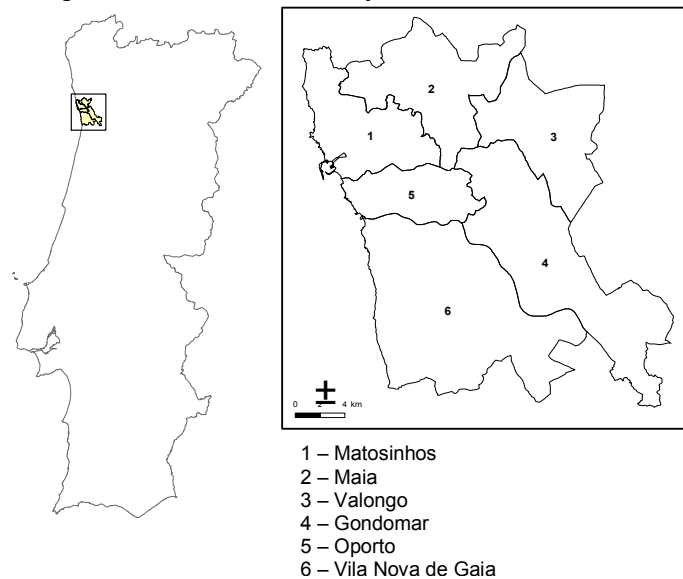 2
1
3
5
4
6
0 2 4 km
1 – Matosinhos
2 – Maia
3 – Valongo
4 – Gondomar
5 – Oporto
6 – Vila Nova de Gaia